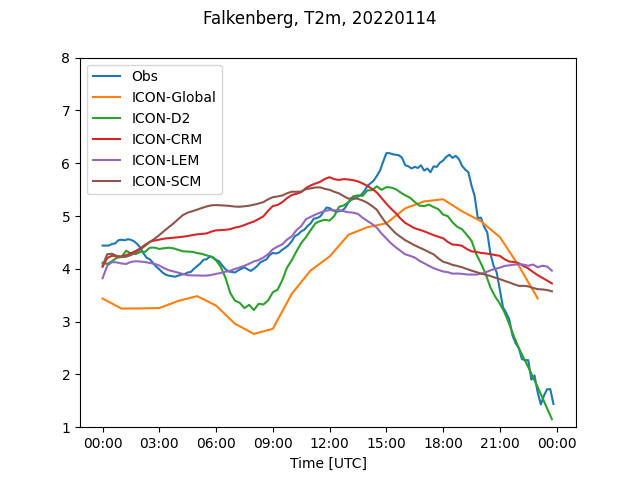 Falkenberg, T2m, 20220114
8
7
6
5
4
3
2
1
Obs
ICON-Global
ICON-D2
ICON-CRM
ICON-LEM
ICON-SCM
00:00 03:00 06:00 09:00 12:00 15:00 18:00 21:00 00:00
Time [UTC]